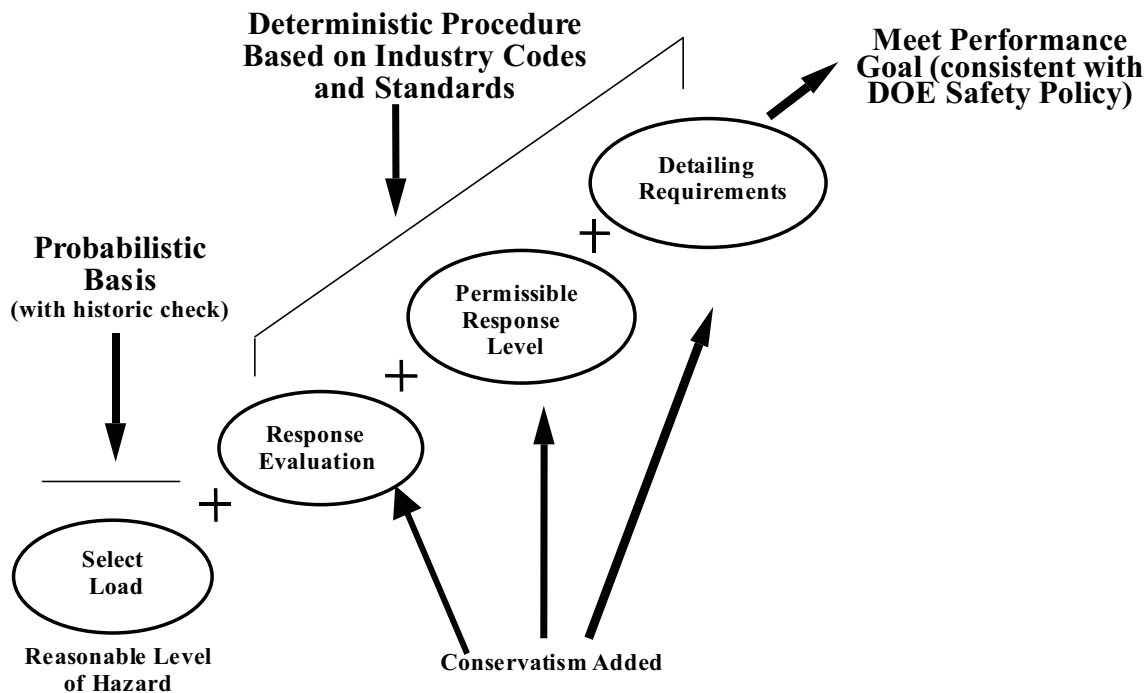 Deterministic Procedure
Based on Industry Codes
and Standards
Meet Performance
Goal (consistent with
DOE Safety Policy)
Detailing
Requirements
+
Probabilistic
Basis
(with historic check)
Permissible
Response
Level
+
Response
Evaluation
+
Select
Load
Reasonable Level
of Hazard
Conservatism Added